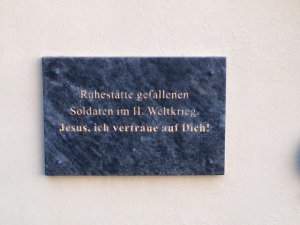 Ruhestätte gefallenen
Soldaten im II. Weltkrieg.
Jesus, ich vertraue auf Dich!